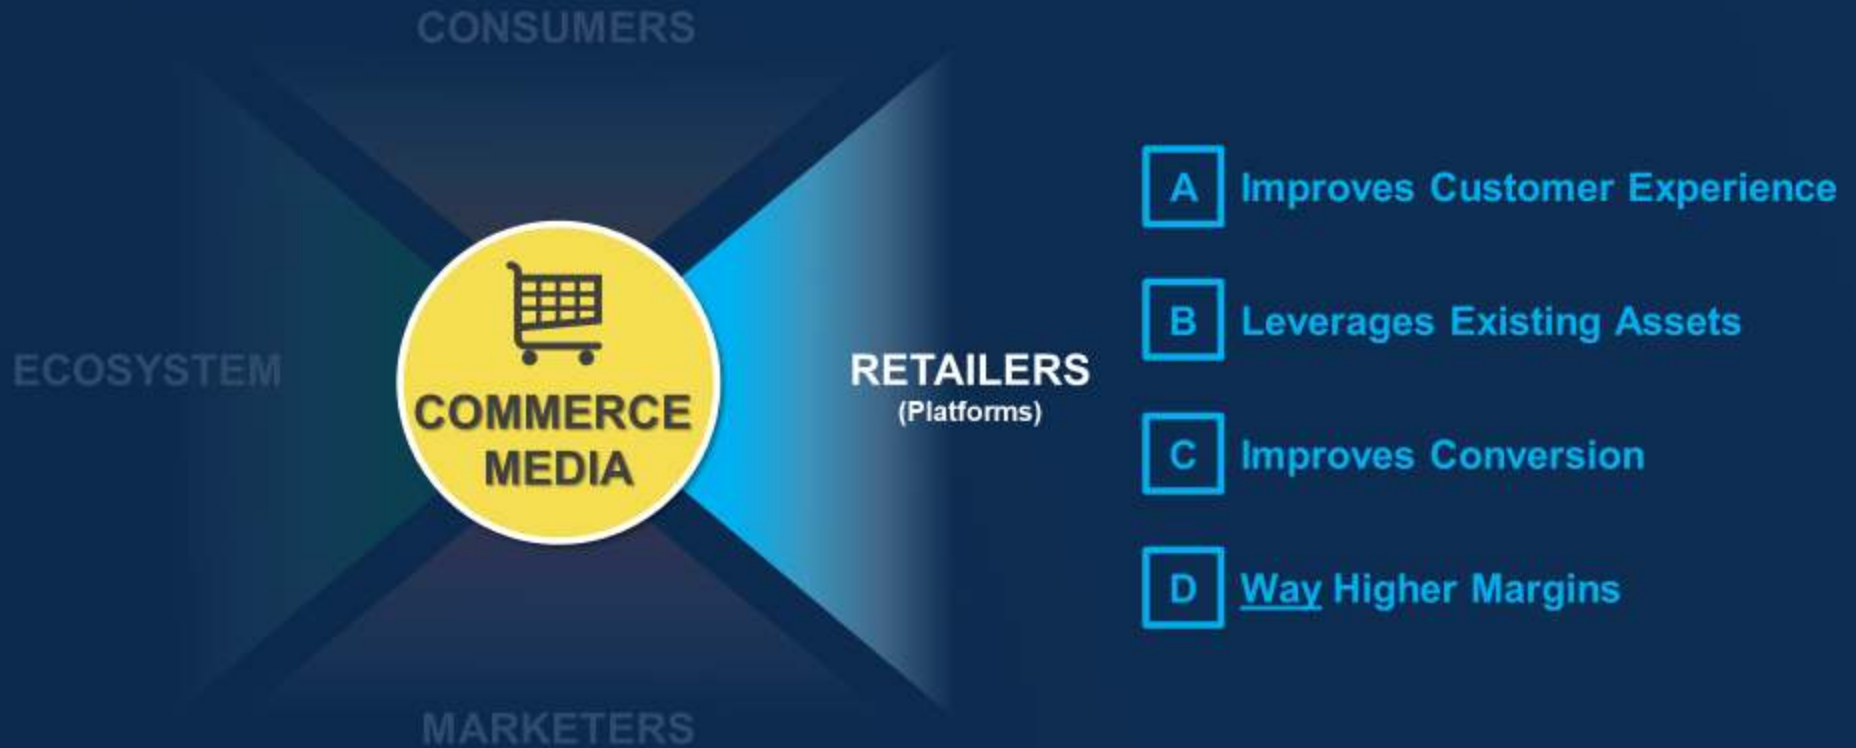 CONSUMERS
ECOSYSTEM
COMMERCE
MEDIA
RETAILERS
(Platforms)
MARKETERS
A Improves Customer Experience
B Leverages Existing Assets
C Improves Conversion
D Way Higher Margins